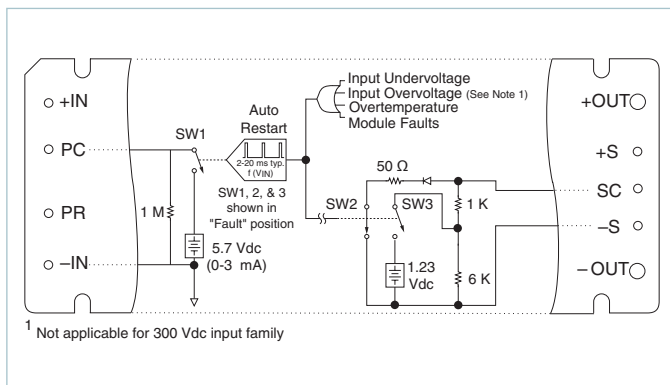 +IN
PC
PR
–IN
1 M
SW1
5.7 Vdc
(0-3 mA)
Auto
Restart
2-20 ms typ.
f (VIN)
SW1, 2, & 3
shown in
"Fault" position
Input Undervoltage
Input Overvoltage (See Note 1)
Overtemperature
Module Faults
50 Ω
SW2
SW3
1 K
1.23
Vdc
6 K
+OUT
+S
SC
–S
–OUT
1 Not applicable for 300 Vdc input family